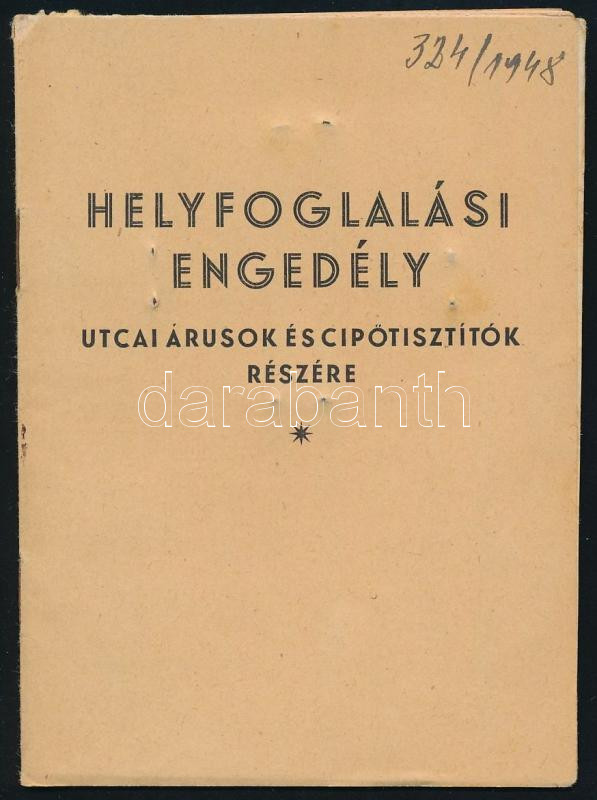 324/1948
HELYFOGLALÁSI
ENGEDÉLY
UTCAI ÁRUSOK ÉS CIPŐTISZTÍTÓK
RÉSZÉRE
darabanth